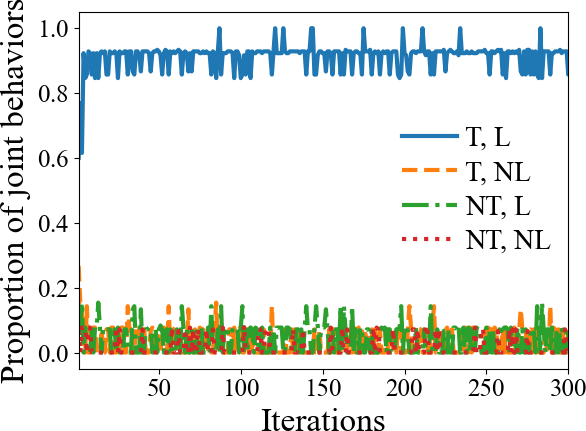 Proportion of joint behaviors
1.0
0.8
0.6
0.4
0.2
0.0
T, L
T, NL
NT, L
NT, NL
50
100
150
200
250
300
Iterations